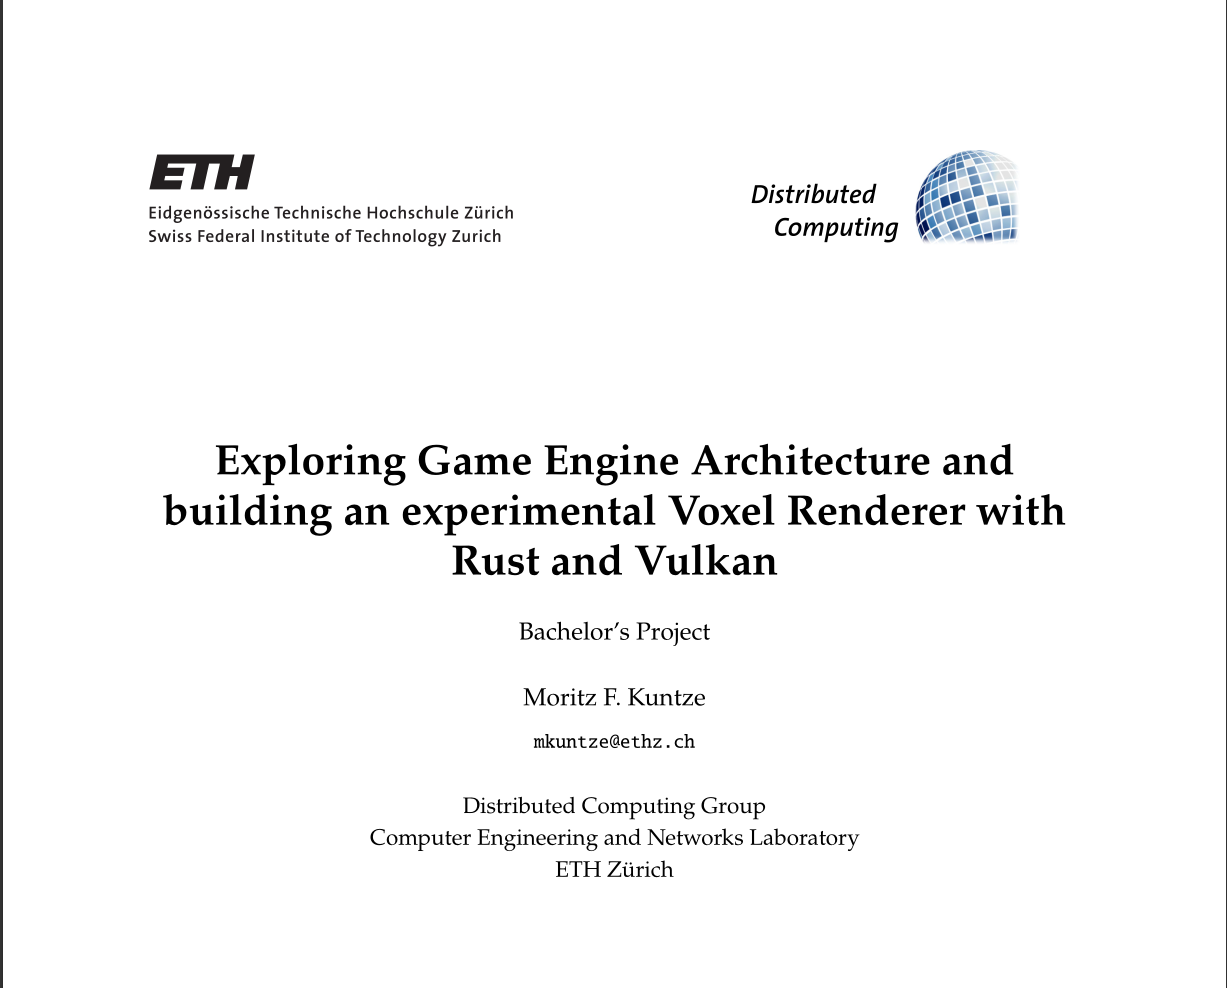 ETH
Eidgenössische Technische Hochschule Zürich
Swiss Federal Institute of Technology Zurich
Distributed
Computing
Exploring Game Engine Architecture and
building an experimental Voxel Renderer with
Rust and Vulkan
Bachelor's Project
Moritz F. Kuntze
mkuntze@ethz.ch
Distributed Computing Group
Computer Engineering and Networks Laboratory
ETH Zürich